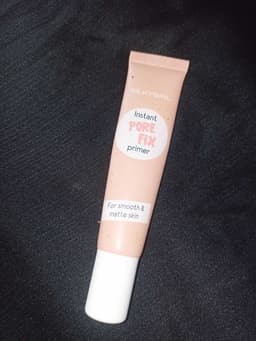 Instant
PORE
FIX
primer
For smooth &
matte skin